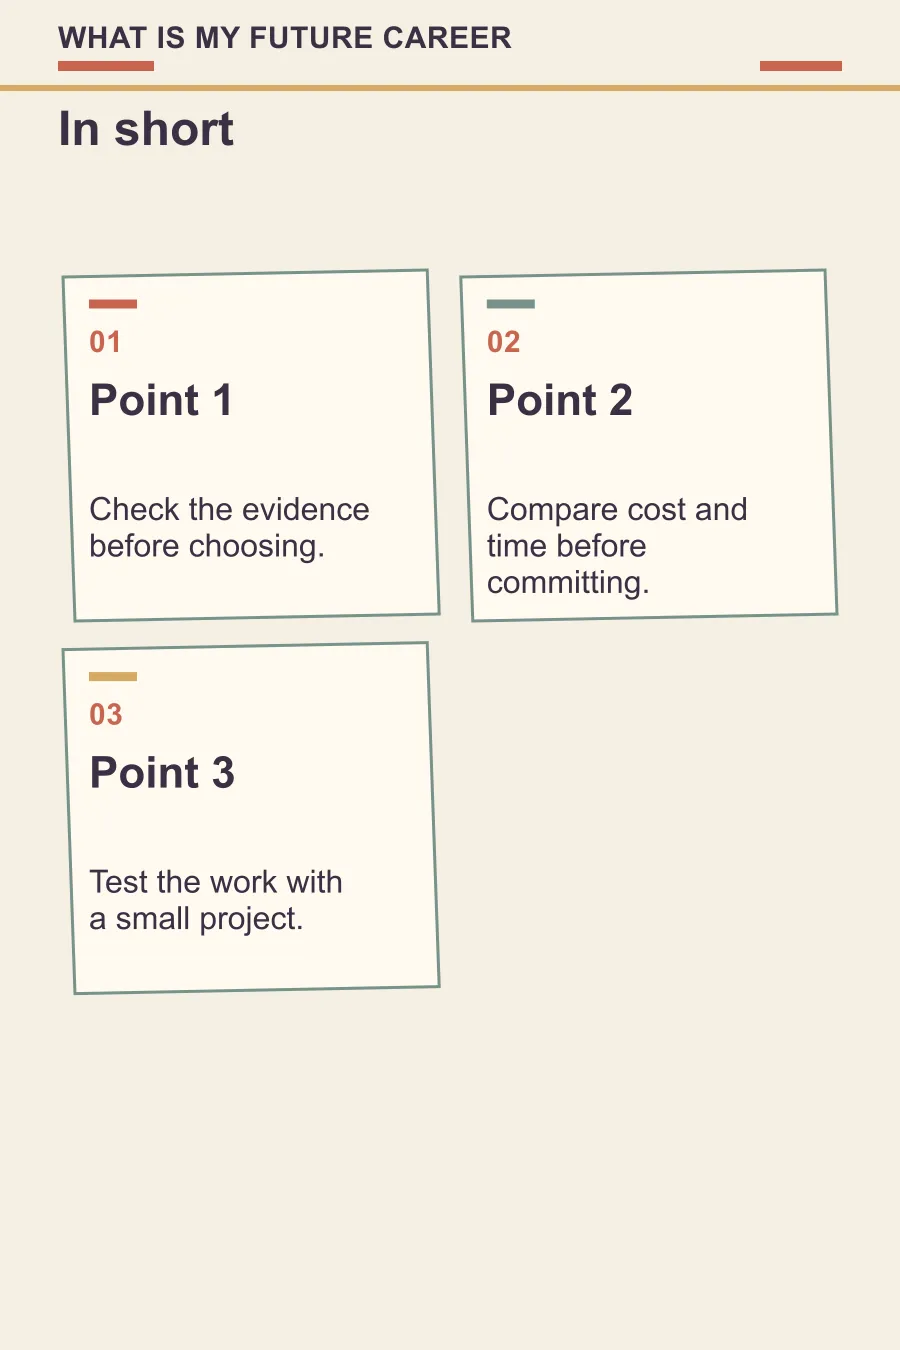 WHAT IS MY FUTURE CAREER
In short
01
Point 1
Check the evidence
before choosing.
02
Point 2
Compare cost and
time before
committing.
03
Point 3
Test the work with
a small project.